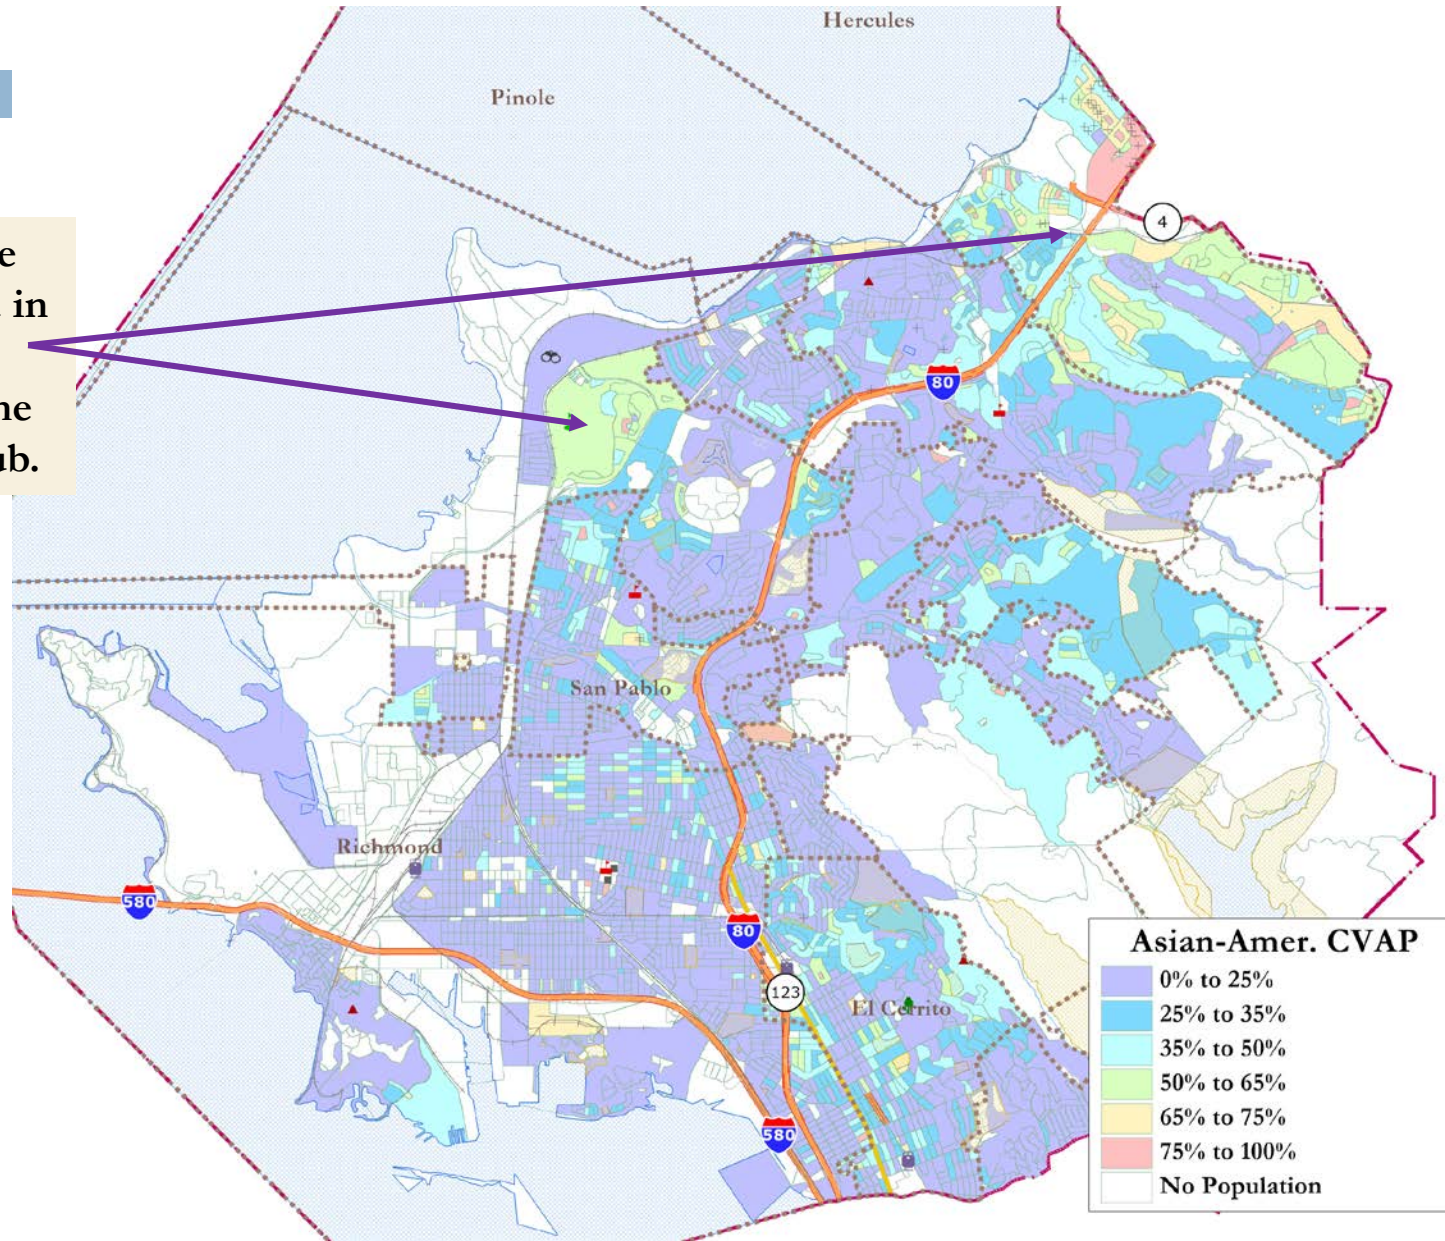 Hercules
Pinole
4
e
in
ne
ub.
80
San Pablo
Richmond
580
80
123
El Cerrito
580
Asian-Amer. CVAP
0% to 25%
25% to 35%
35% to 50%
50% to 65%
65% to 75%
75% to 100%
No Population